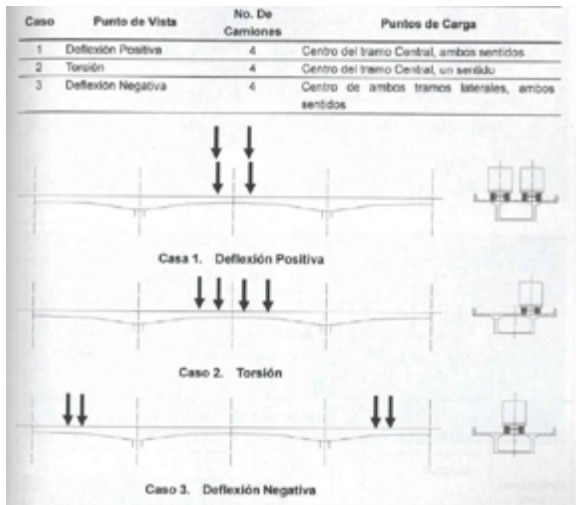 Caso Punto de Vista No. De Camiones Puntos de Carga
1 Deflexión Positiva 4 Centro del tramo Central, ambos sentidos
2 Torsión 4 Centro del tramo Central, un sentido
3 Deflexión Negativa 4 Centro de ambos tramos laterales, ambos
sentidos
Casa 1. Deflexión Positiva
Caso 2. Torsión
Caso 3. Deflexión Negativa